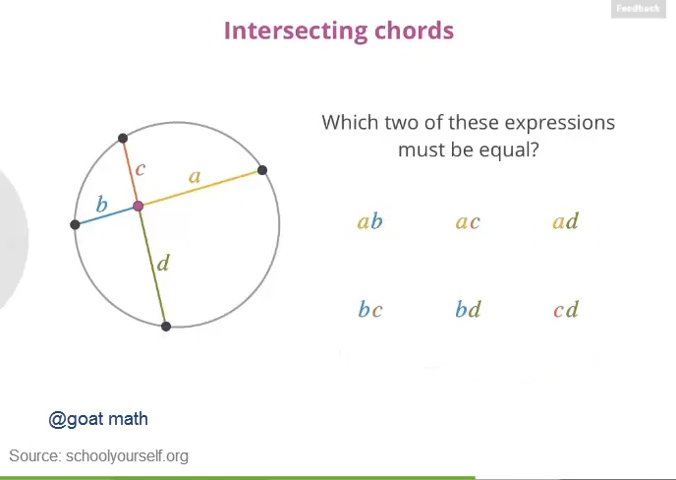 Feedback
Intersecting chords
Which two of these expressions
must be equal?
c
a
b
d
ab ac ad
bc bd cd
@goat math
Source: schoolyourself.org